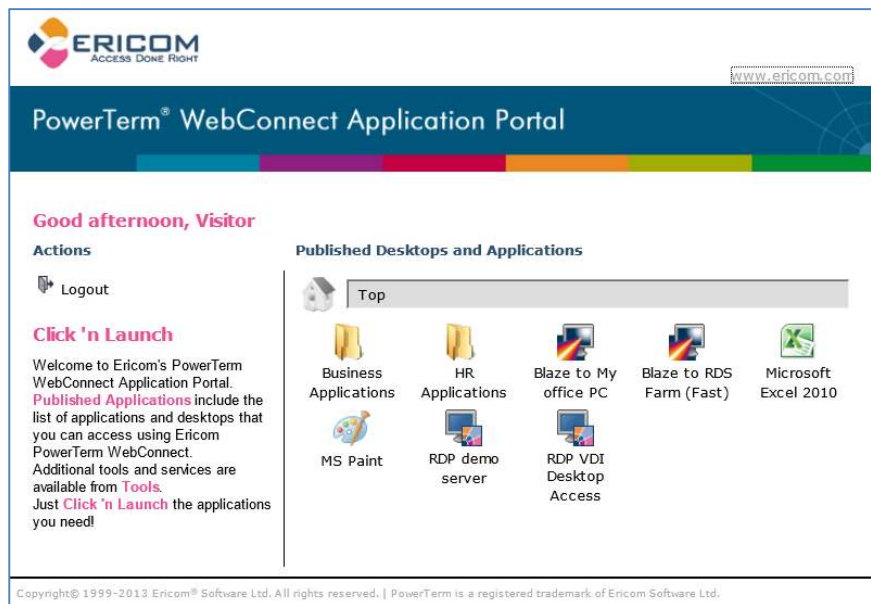 ERICOM
ACCESS DONE RIGHT
www.ericom.com
PowerTerm® WebConnect Application Portal
Good afternoon, Visitor
Actions
Logout
Click 'n Launch
Welcome to Ericom's PowerTerm
WebConnect Application Portal.
Published Applications include the
list of applications and desktops that
you can access using Ericom
PowerTerm WebConnect.
Additional tools and services are
available from Tools.
Just Click 'n Launch the applications
you need!
Published Desktops and Applications
Top
Business
Applications
HR
Applications
Blaze to My
office PC
Blaze to RDS
Farm (Fast)
Microsoft
Excel 2010
MS Paint
RDP demo
server
RDP VDI
Desktop
Access
Copyright© 1999-2013 Ericom® Software Ltd. All rights reserved. | PowerTerm is a registered trademark of Ericom Software Ltd.